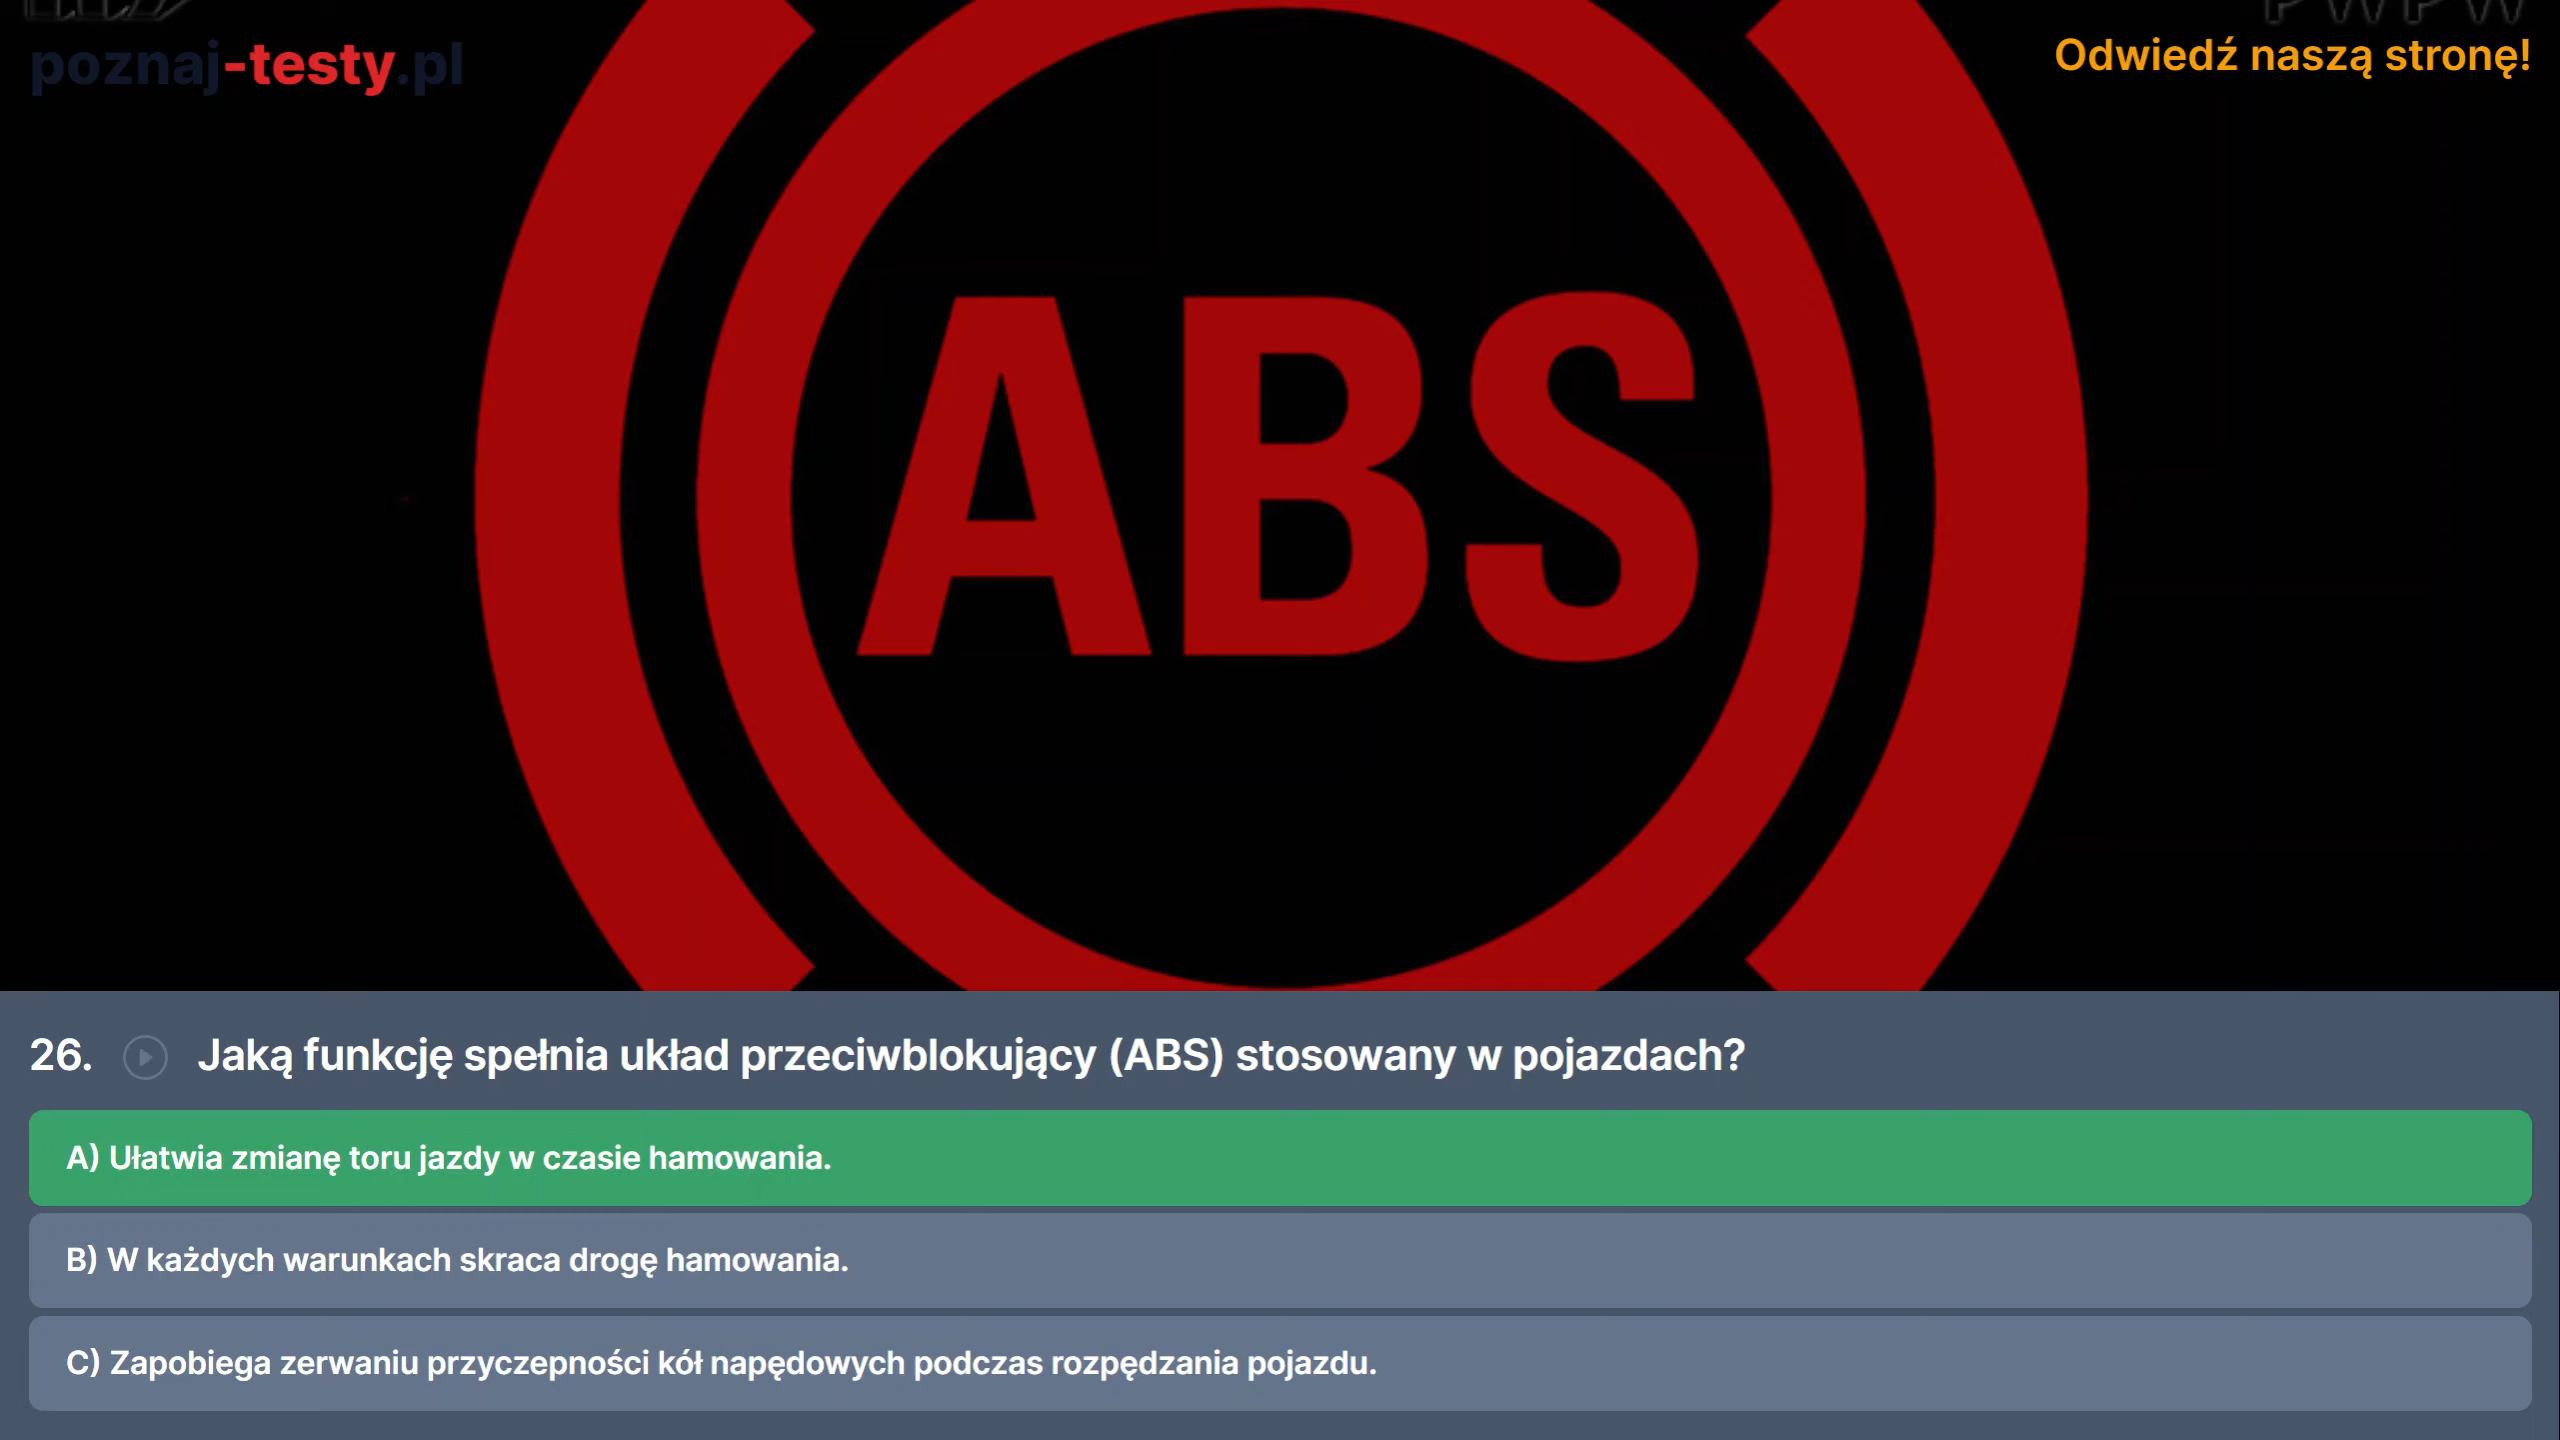 poznaj-testy.pl
Odwiedź naszą stronę!
ABS
26. Jaką funkcję spełnia układ przeciwblokujący (ABS) stosowany w pojazdach?
A) Ułatwia zmianę toru jazdy w czasie hamowania.
B) W każdych warunkach skraca drogę hamowania.
C) Zapobiega zerwaniu przyczepności kół napędowych podczas rozpędzania pojazdu.